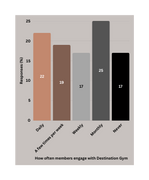 Responses (%)
25
20
15
10
5
0
22
19
17
25
17
Daily
A few times per week
Weekly
Monthly
Never
How often members engage with Destination Gym